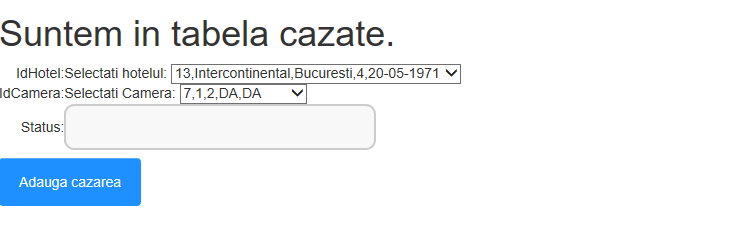 Suntem in tabela cazate.
IdHotel:Selectati hotelul: 13,Intercontinental,Bucuresti,4,20-05-1971
IdCamera:Selectati Camera: 7,1,2,DA,DA
Status:
Adauga cazarea